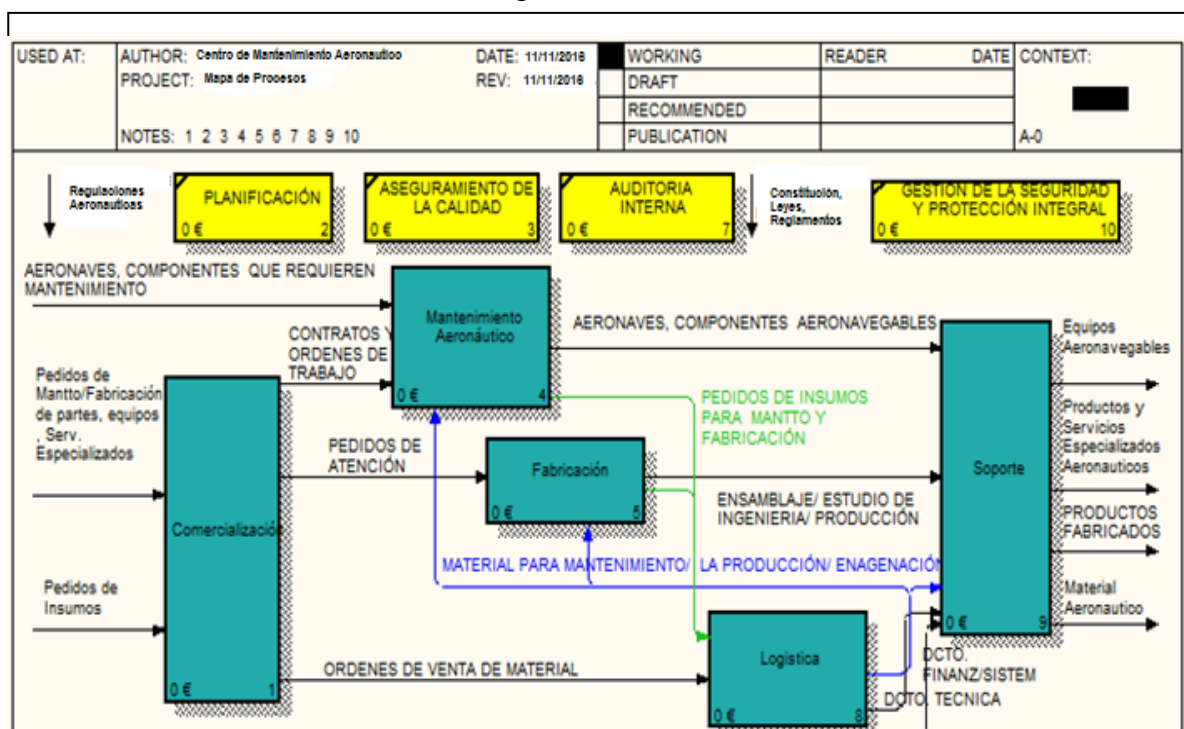 USED AT:
AUTHOR: Centro de Mantenimiento Aeronautico
DATE: 11/11/2016
PROJECT: Mapa de Procesos
REV: 11/11/2016
NOTES: 1 2 3 4 5 6 7 8 9 10
WORKING
DRAFT
RECOMMENDED
PUBLICATION
READER
DATE
CONTEXT:
A-0
Regulaciones
Aeronauticas
PLANIFICACIÓN
0 €
2
ASEGURAMIENTO DE
LA CALIDAD
0 €
3
AUDITORIA
INTERNA
0 €
7
Constitución,
Leyes,
Reglamentos
GESTIÓN DE LA SEGURIDAD
Y PROTECCIÓN INTEGRAL
0 €
10
AERONAVES, COMPONENTES QUE REQUIEREN
MANTENIMIENTO
Mantenimiento
Aeronáutico
0 €
4
CONTRATOS Y
ORDENES DE
TRABAJO
AERONAVES, COMPONENTES AERONAVEGABLES
Equipos
Aeronavegables
Pedidos de
Mantto/Fabricación
de partes, equipos
, Serv.
Especializados
PEDIDOS DE INSUMOS
PARA MANTTO Y
FABRICACIÓN
Productos y
Servicios
Especializados
Aeronauticos
PEDIDOS DE
ATENCIÓN
Fabricación
0 €
5
Soporte
0 €
9
ENSAMBLAJE/ ESTUDIO DE
INGENIERIA/ PRODUCCIÓN
PRODUCTOS
FABRICADOS
Comercialización
0 €
1
MATERIAL PARA MANTENIMIENTO/ LA PRODUCCIÓN/ ENAGENACIÓN
Pedidos de
Insumos
Material
Aeronautico
Logistica
0 €
8
ORDENES DE VENTA DE MATERIAL
DCTO.
FINANZ/SISTEM
DCTO. TECNICA